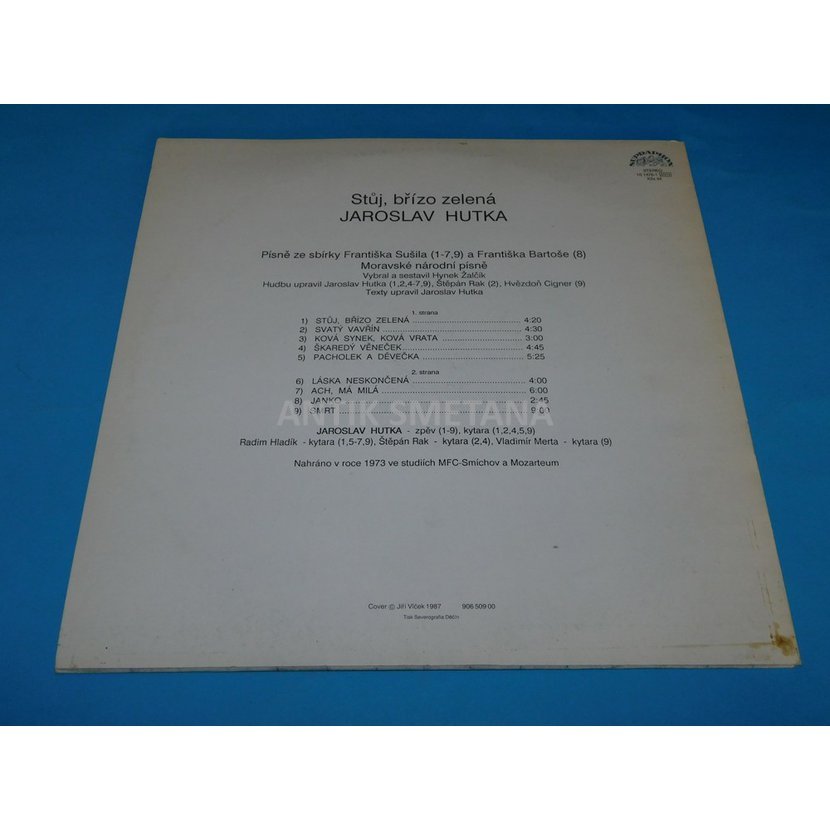 SUPRAPHON
STEREO
Stůj, břízo zelená
JAROSLAV HUTKA
Písně ze sbírky Františka Sušila (1-7,9) a Františka Bartoše (8)
Moravské národní písně
Vybral a sestavil Hynek Žalčík
Hudbu upravil Jaroslav Hutka (1,2,4-7,9), Štěpán Rak (2), Hvězdoň Cigner (9)
Texty upravil Jaroslav Hutka
1. strana
1) STŮJ, BŘÍZO ZELENÁ 4:20
2) SVATÝ VAVŘÍN 4:30
3) KOVÁ SYNEK, KOVÁ VRATA 3:00
4) ŠKAREDÝ VĚNEČEK 4:45
5) PACHOLEK A DĚVEČKA 5:25
2. strana
6) LÁSKA NESKONČENÁ 4:00
7) ACH, MÁ MILÁ 6:00
8) JANKO 2:45
9) SMRT 9:00
ANTIK SMETANA
JAROSLAV HUTKA - zpěv (1-9), kytara (1,2,4,5,9)
Radim Hladík - kytara (1,5-7,9), Štěpán Rak - kytara (2,4), Vladimír Merta - kytara (9)
Nahráno v roce 1973 ve studiích MFC-Smíchov a Mozarteum
Cover © Jiří Vlček 1987 906 509 00
Tisk Severografia Děčín